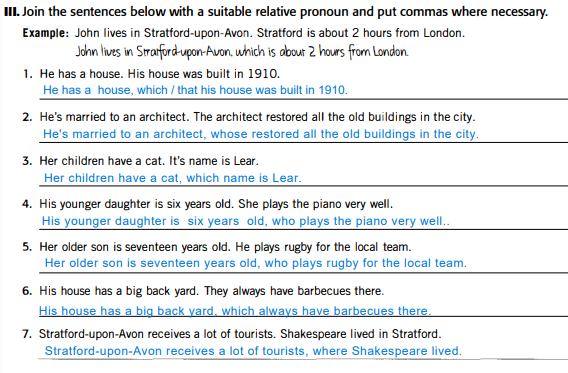 III. Join the sentences below with a suitable relative pronoun and put commas where necessary.
Example: John lives in Stratford-upon-Avon. Stratford is about 2 hours from London.
John lives in Stratford-upon-Avon, which is about 2 hours from London.
1. He has a house. His house was built in 1910.
He has a house, which / that his house was built in 1910.
2. He's married to an architect. The architect restored all the old buildings in the city.
He's married to an architect, whose restored all the old buildings in the city.
3. Her children have a cat. It's name is Lear.
Her children have a cat, which name is Lear.
4. His younger daughter is six years old. She plays the piano very well.
His younger daughter is six years old, who plays the piano very well..
5. Her older son is seventeen years old. He plays rugby for the local team.
Her older son is seventeen years old, who plays rugby for the local team.
6. His house has a big back yard. They always have barbecues there.
His house has a big back yard, which always have barbecues there.
7. Stratford-upon-Avon receives a lot of tourists. Shakespeare lived in Stratford.
Stratford-upon-Avon receives a lot of tourists, where Shakespeare lived.